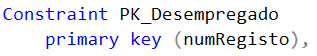 Constraint PK_Desempregado
primary key (numRegisto),